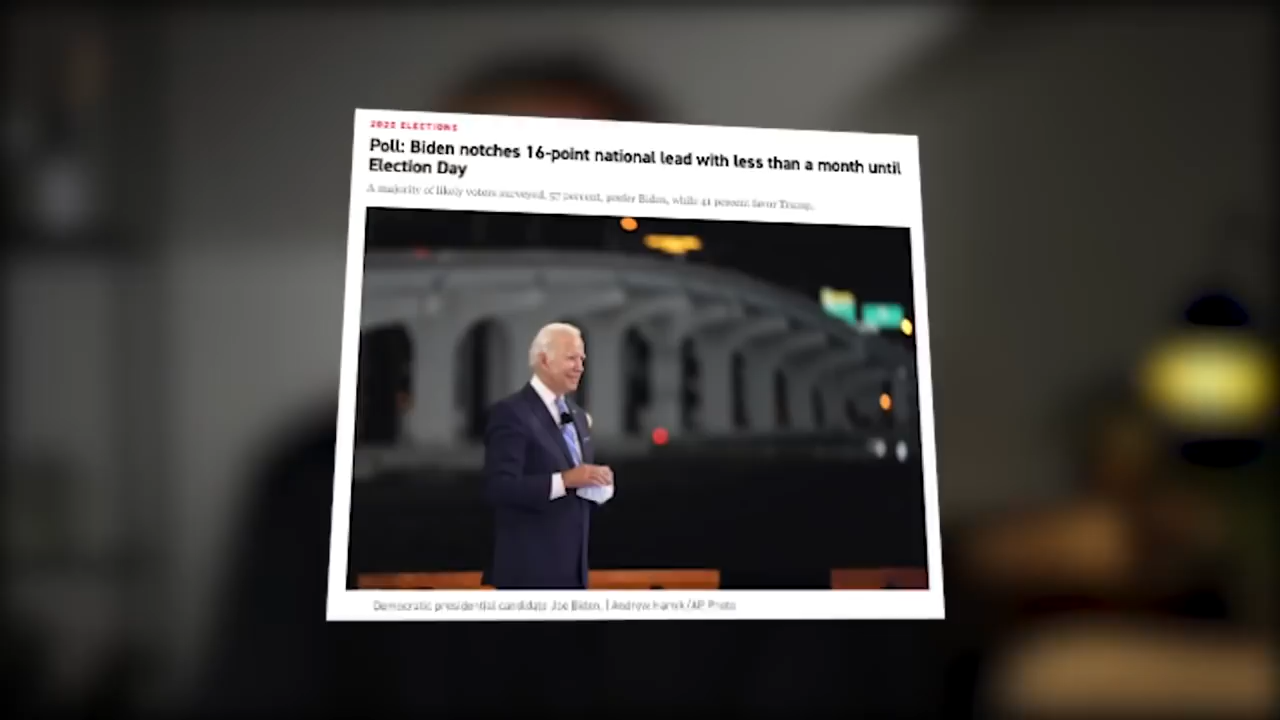 2020 ELECTIONS
Poll: Biden notches 16-point national lead with less than a month until
Election Day
A majority of likely voters surveyed, 57 percent, prefer Biden, while 41 percent favor Trump.
Democratic presidential candidate Joe Biden. | Andrew Harnik/AP Photo